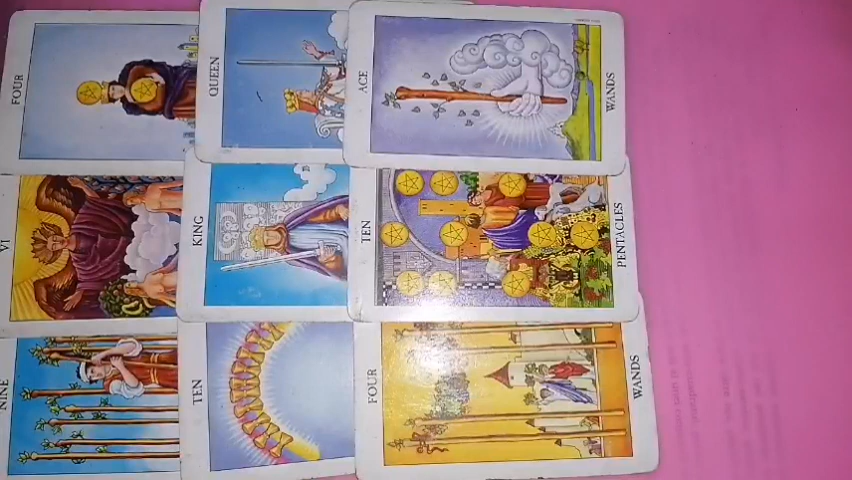 FOUR
QUEEN
ACE
WANDS
VI
KING
TEN
PENTACLES
NINE
TEN
FOUR
WANDS